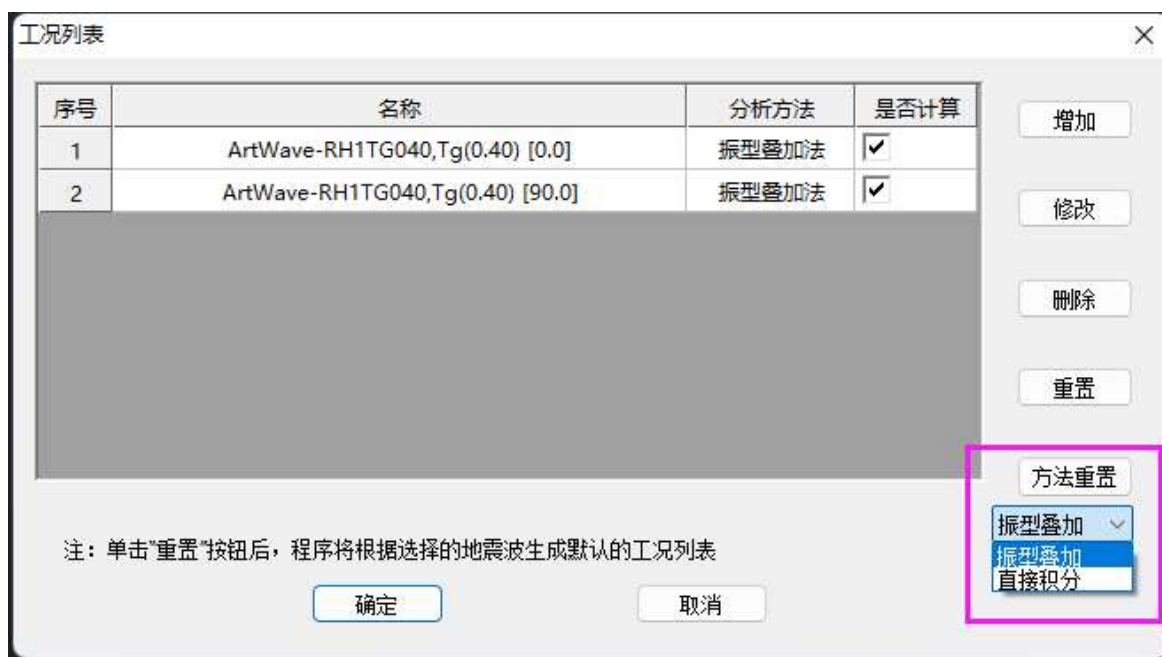 工况列表
序号 名称 分析方法 是否计算
1 ArtWave-RH1TG040,Tg(0.40) [0.0] 振型叠加法
2 ArtWave-RH1TG040,Tg(0.40) [90.0] 振型叠加法
增加
修改
删除
重置
方法重置
振型叠加
振型叠加
直接积分
注：单击"重置"按钮后，程序将根据选择的地震波生成默认的工况列表
确定 取消